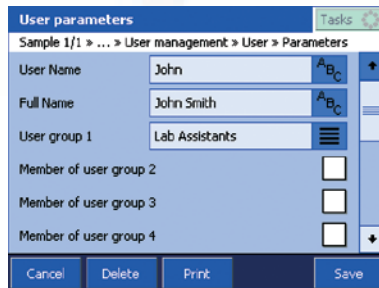 User parameters Tasks
Sample 1/1 » ... » User management » User » Parameters
User Name John ABC
Full Name John Smith ABC
User group 1 Lab Assistants
Member of user group 2
Member of user group 3
Member of user group 4
Cancel Delete Print Save